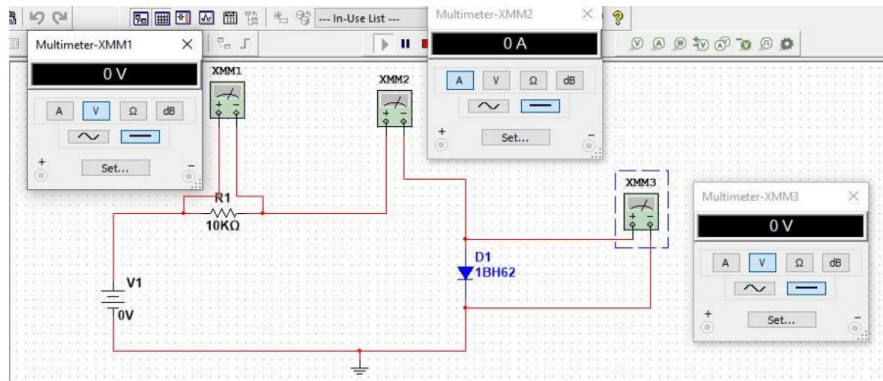 --- In-Use List ---
Multimeter-XMM1
0 V
A V Ω dB
Set...
+ −
XMM1
Multimeter-XMM2
0 A
A V Ω dB
Set...
+ −
XMM2
R1
10KΩ
XMM3
Multimeter-XMM3
0 V
A V Ω dB
Set...
+ −
D1
1BH62
V1
0V